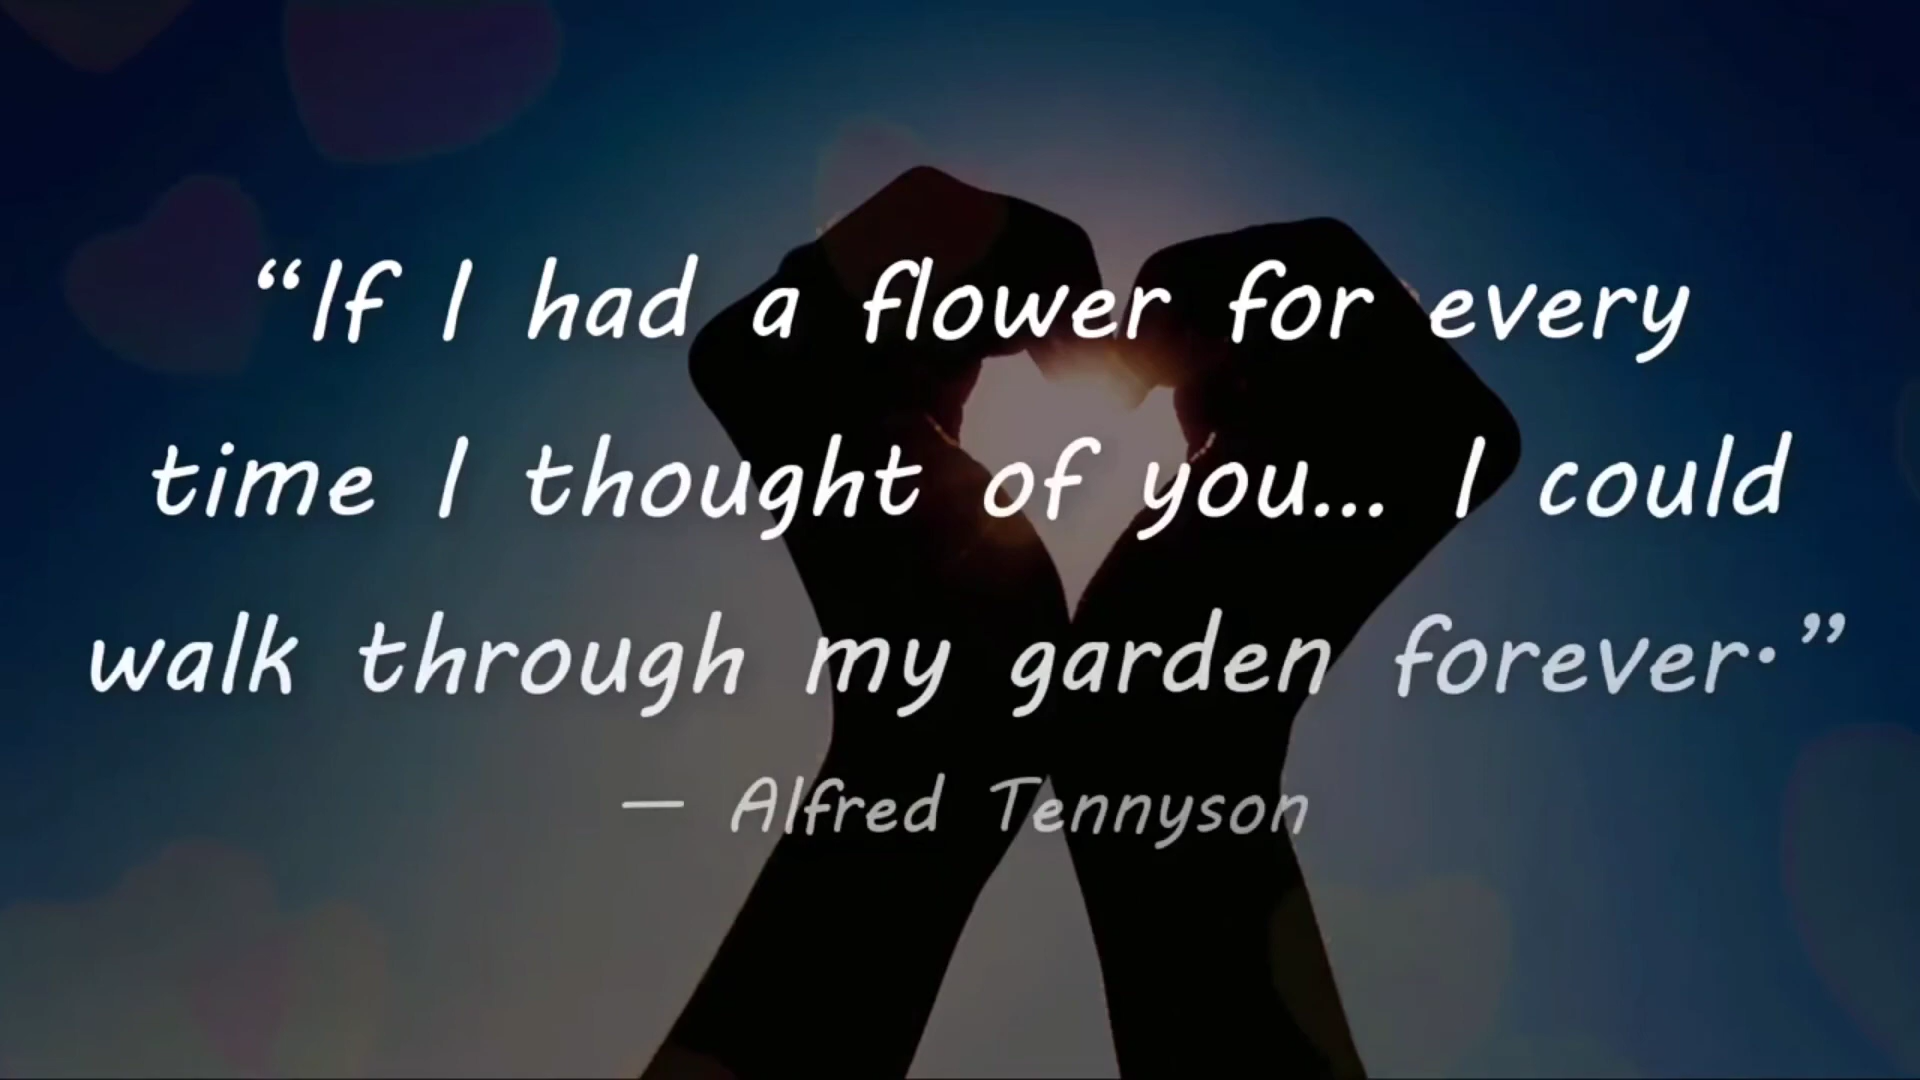 “If I had a flower for every
time I thought of you... I could
walk through my garden forever.”
— Alfred Tennyson